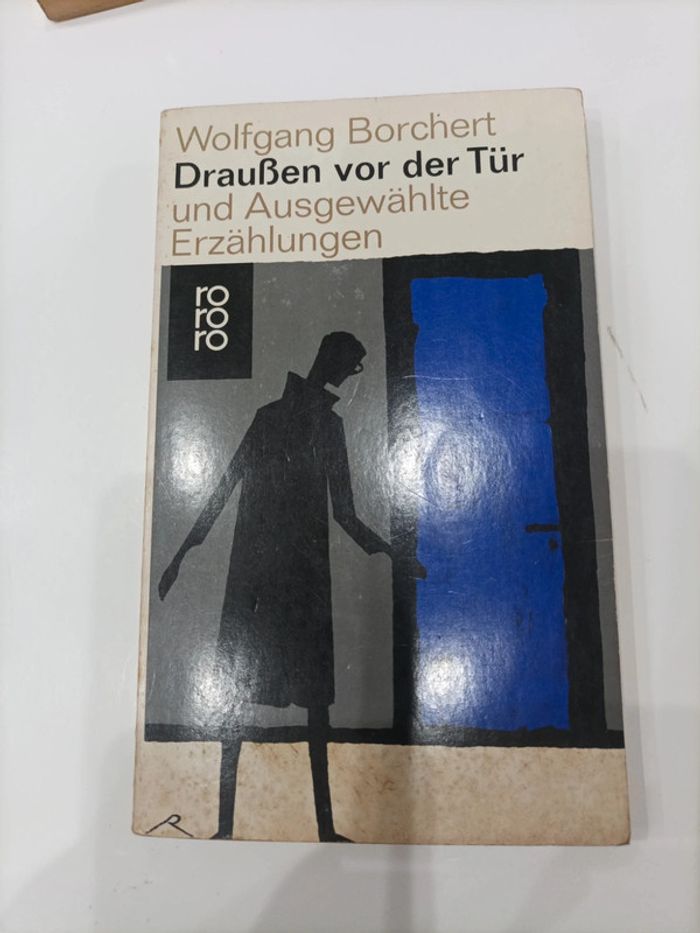 Wolfgang Borchert
Draußen vor der Tür
und Ausgewählte
Erzählungen
ro
ro
ro
R